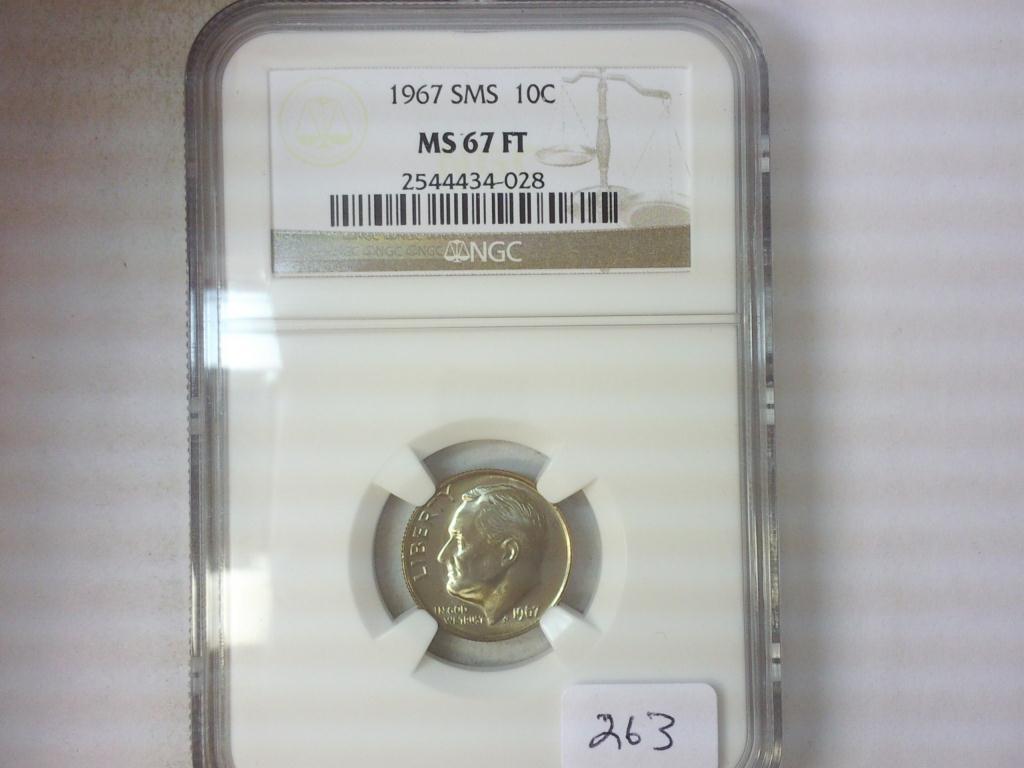 1967 SMS 10C
MS 67 FT
2544434-028
NGC
LIBERTY
IN GOD
WE TRUST
1967
263